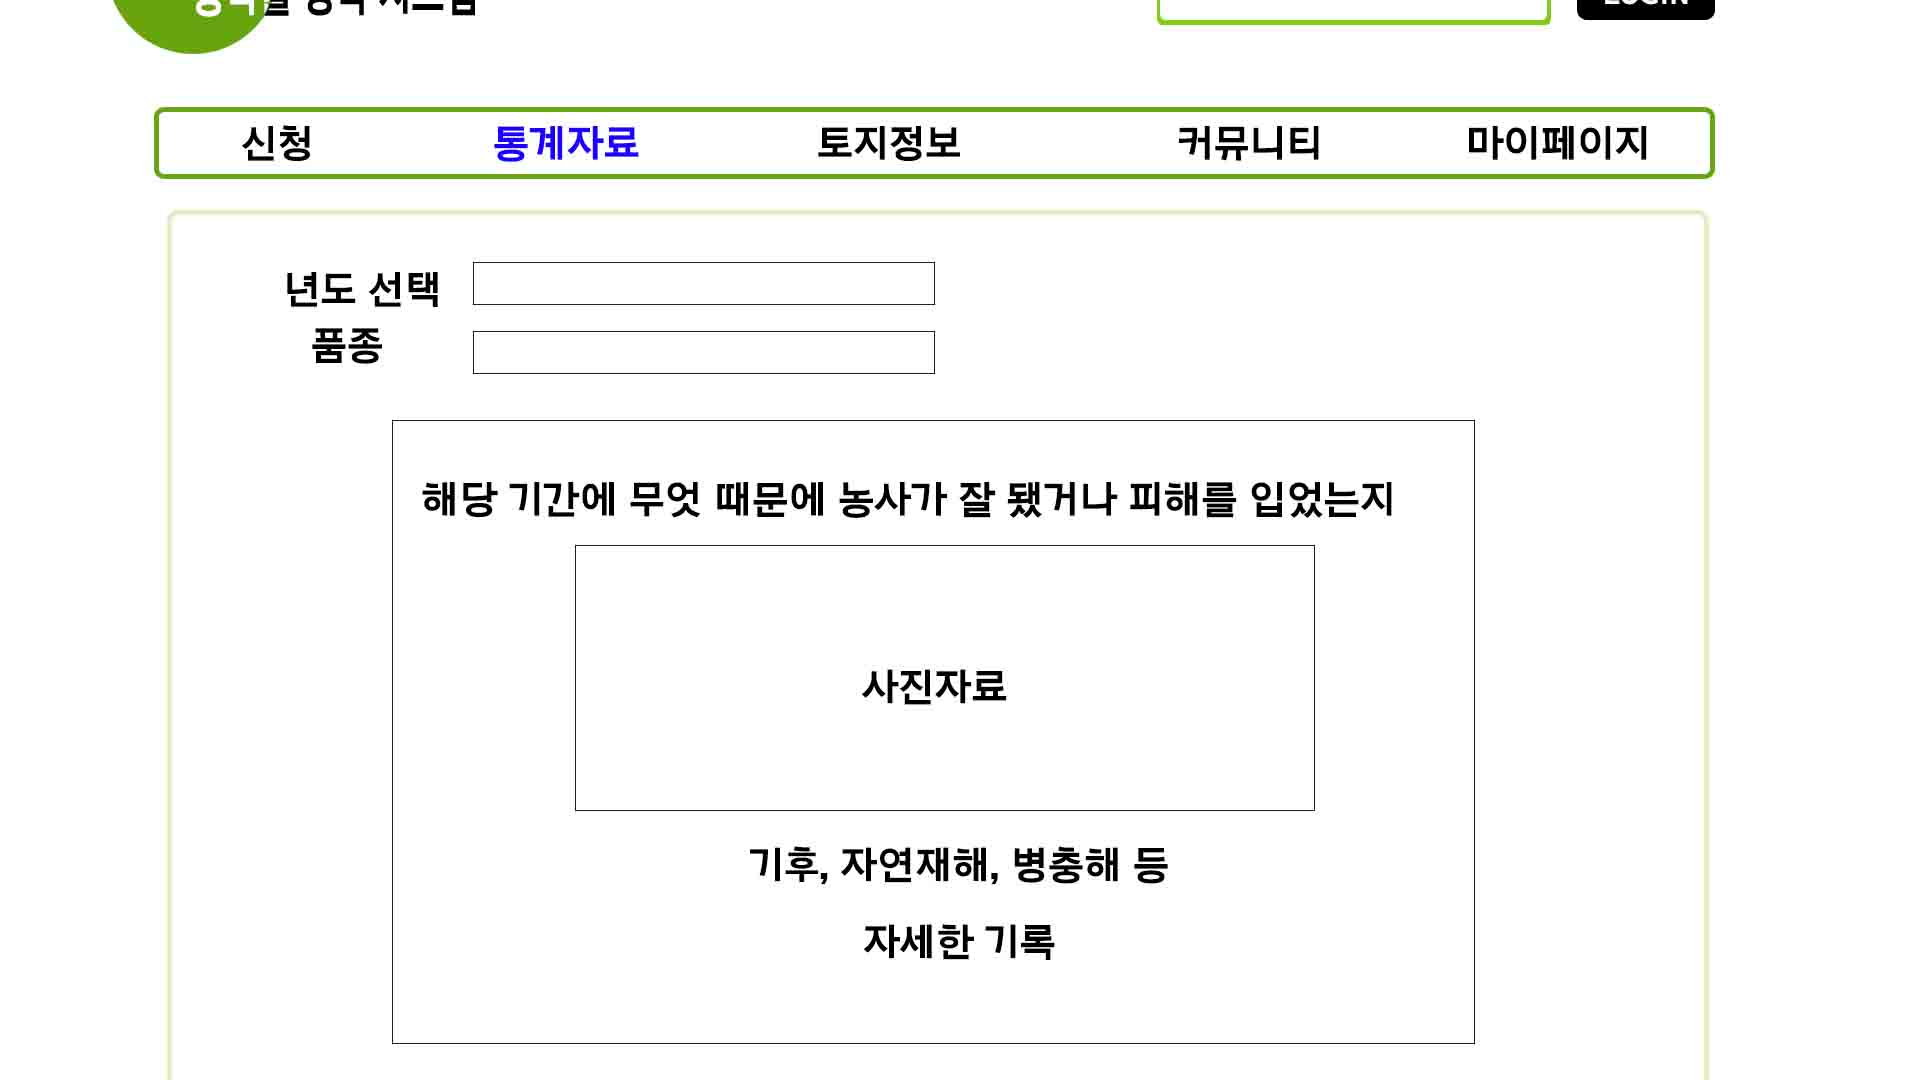 신청 통계자료 토지정보 커뮤니티 마이페이지
년도 선택
품종
해당 기간에 무엇 때문에 농사가 잘 됐거나 피해를 입었는지
사진자료
기후, 자연재해, 병충해 등
자세한 기록